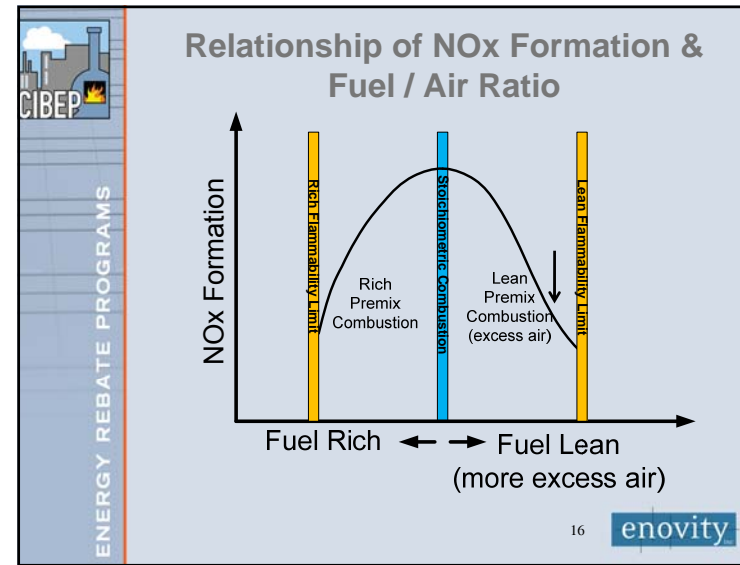 Relationship of NOx Formation &
Fuel / Air Ratio
CIBEP
ENERGY REBATE PROGRAMS
NOx Formation
Rich Flammability Limit
Rich
Premix
Combustion
Stoichiometric Combustion
Lean
Premix
Combustion
(excess air)
Lean Flammability Limit
Fuel Rich
Fuel Lean
(more excess air)
16
enovity